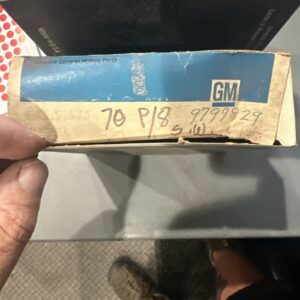 Genuine General Motors Parts
GM
70 P/8 9799829
S.W.